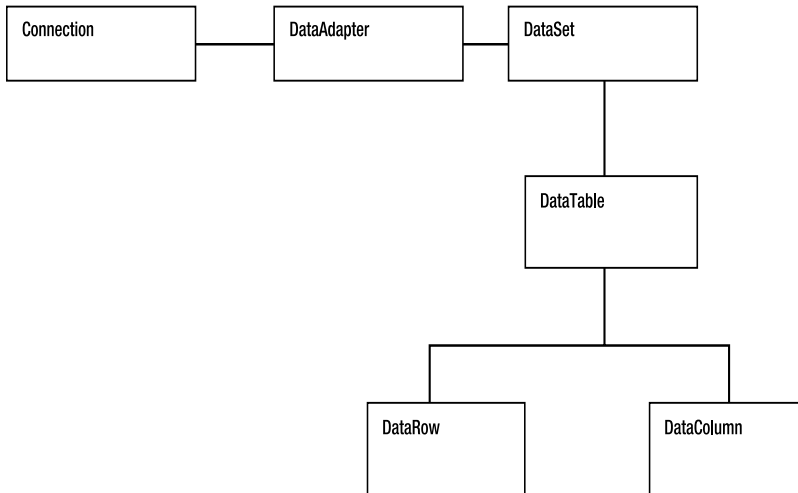 Connection
DataAdapter
DataSet
DataTable
DataRow
DataColumn